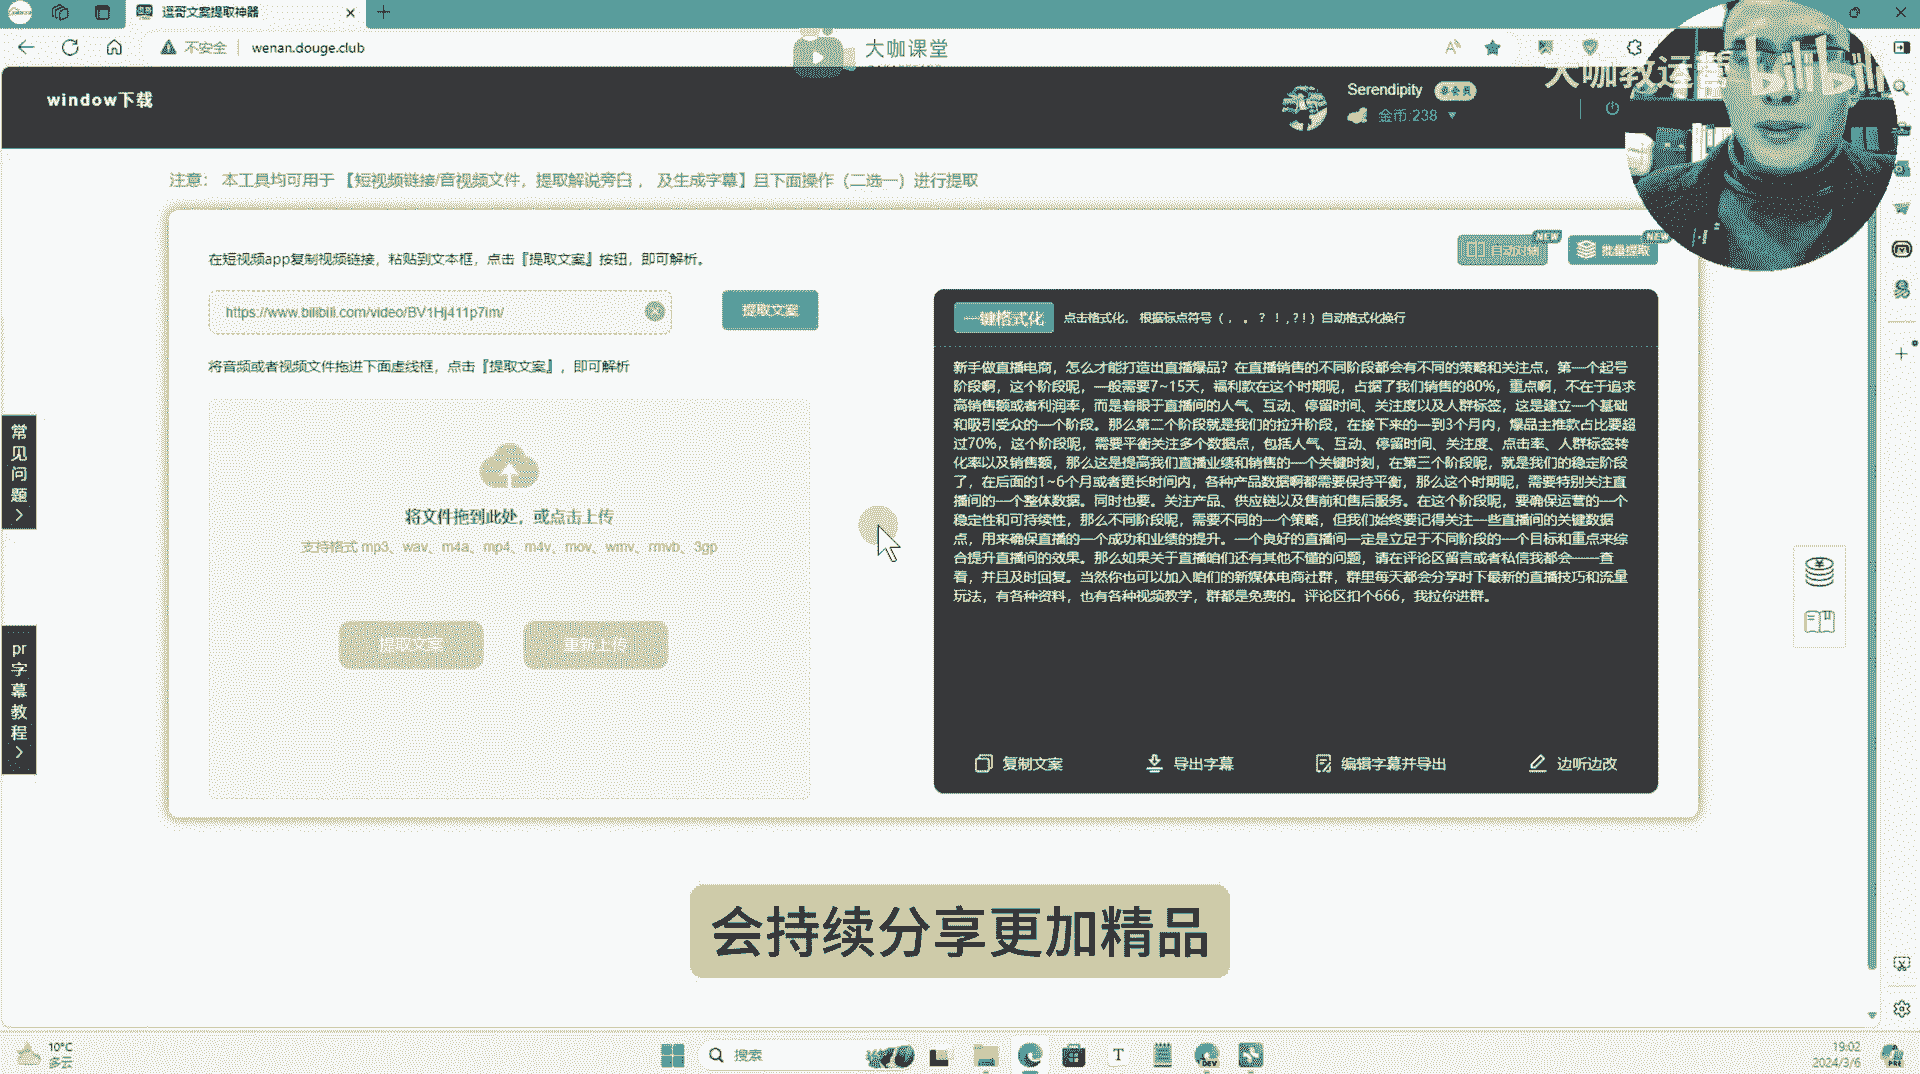 逗哥文案提取神器
不安全
wenan.douge.club
大咖课堂
大咖教运营
bilibili
window下载
Serendipity
非会员
金币:238
注意： 本工具均可用于 【短视频链接/音视频文件，提取解说旁白 ， 及生成字幕】且下面操作（二选一）进行提取
在短视频app复制视频链接，粘贴到文本框，点击『提取文案』按钮，即可解析。
NEW
NEW
批量提取
https://www.bilibili.com/video/BV1Hj411p7im/
提取文案
将音频或者视频文件拖进下面虚线框，点击『提取文案』，即可解析
将文件拖到此处，或点击上传
支持格式 mp3、wav、m4a、mp4、m4v、mov、wmv、rmvb、3gp
提取文案
重新上传
一键格式化
点击格式化， 根据标点符号（ ， 。 ？ ！ ,?!）自动格式化换行
新手做直播电商，怎么才能打造出直播爆品？在直播销售的不同阶段都会有不同的策略和关注点，第一个起号
阶段啊，这个阶段呢，一般需要7~15天，福利款在这个时期呢，占据了我们销售的80%，重点啊，不在于追求
高销售额或者利润率，而是着眼于直播间的人气、互动、停留时间、关注度以及人群标签，这是建立一个基础
和吸引受众的一个阶段。那么第二个阶段就是我们的拉升阶段，在接下来的一到3个月内，爆品主推款占比要超
过70%，这个阶段呢，需要平衡关注多个数据点，包括人气、互动、停留时间、关注度、点击率、人群标签转
化率以及销售额，那么这是提高我们直播业绩和销售的一个关键时刻，在第三个阶段呢，就是我们的稳定阶段
了，在后面的1~6个月或者更长时间内，各种产品数据啊都需要保持平衡，那么这个时期呢，需要特别关注直
播间的一个整体数据。同时也要。关注产品、供应链以及售前和售后服务。在这个阶段呢，要确保运营的一个
稳定性和可持续性，那么不同阶段呢，需要不同的一个策略，但我们始终要记得关注一些直播间的关键数据
点，用来确保直播的一个成功和业绩的提升。一个良好的直播间一定是立足于不同阶段的一个目标和重点来综
合提升直播间的效果。那么如果关于直播咱们还有其他不懂的问题，请在评论区留言或者私信我都会一一查
看，并且及时回复。当然你也可以加入咱们的新媒体电商社群，群里每天都会分享时下最新的直播技巧和流量
玩法，有各种资料，也有各种视频教学，群都是免费的。评论区扣个666，我拉你进群。
复制文案
导出字幕
编辑字幕并导出
边听边改
常见问题
pr字幕教程
会持续分享更加精品
10°C
多云
搜索
19:02
2024/3/6